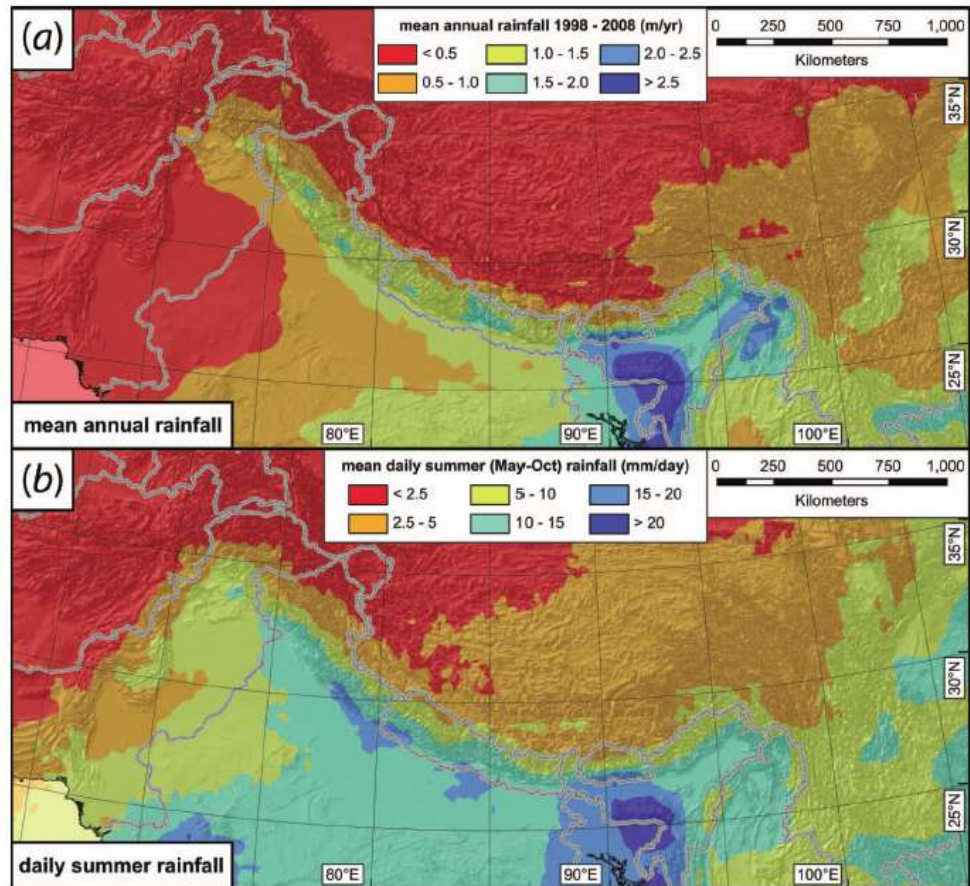 (a)
mean annual rainfall 1998 - 2008 (m/yr)
< 0.5
1.0 - 1.5
2.0 - 2.5
0.5 - 1.0
1.5 - 2.0
> 2.5
0 250 500 750 1,000
Kilometers
35°N
30°N
25°N
80°E
90°E
100°E
mean annual rainfall
(b)
mean daily summer (May-Oct) rainfall (mm/day)
< 2.5
5 - 10
15 - 20
2.5 - 5
10 - 15
> 20
0 250 500 750 1,000
Kilometers
35°N
30°N
25°N
80°E
90°E
100°E
daily summer rainfall